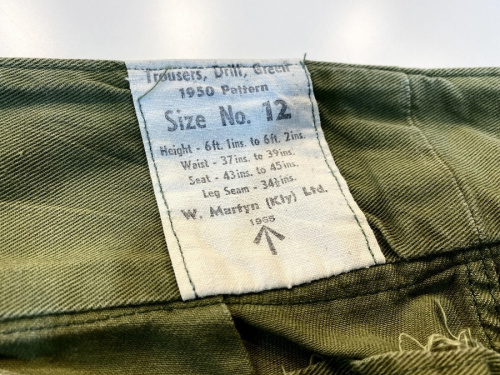 Trousers, Drill, Green
1950 Pattern
Size No. 12
Height - 6ft. 1ins. to 6ft. 2ins.
Waist - 37ins. to 39ins.
Seat - 43ins. to 45ins.
Leg Seam - 34½ins.
W. Martyn (Kly) Ltd.
1955